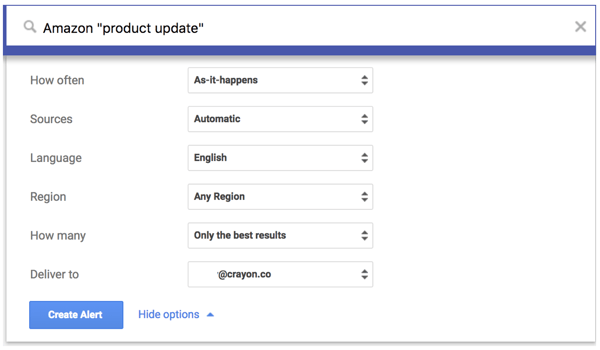 Amazon "product update"
How often As-it-happens
Sources Automatic
Language English
Region Any Region
How many Only the best results
Deliver to @crayon.co
Create Alert Hide options